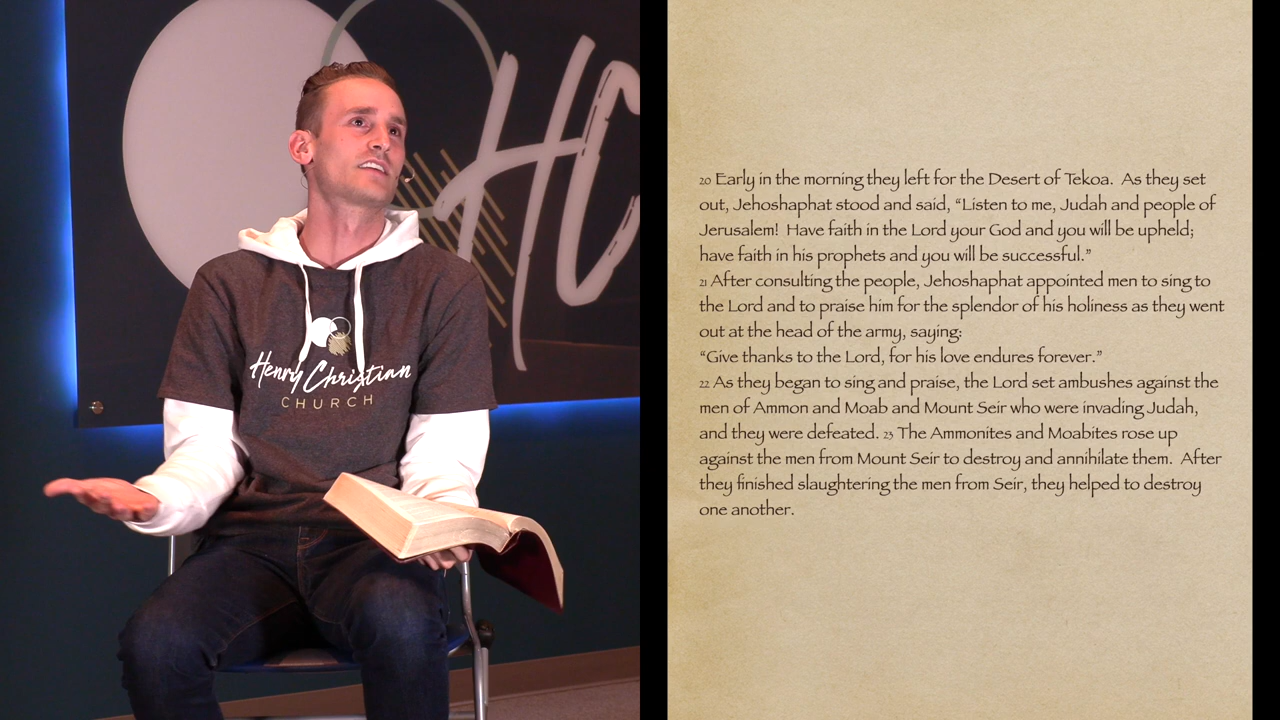 HC
Henry Christian
CHURCH
20 Early in the morning they left for the Desert of Tekoa. As they set
out, Jehoshaphat stood and said, “Listen to me, Judah and people of
Jerusalem! Have faith in the Lord your God and you will be upheld;
have faith in his prophets and you will be successful.”
21 After consulting the people, Jehoshaphat appointed men to sing to
the Lord and to praise him for the splendor of his holiness as they went
out at the head of the army, saying:
“Give thanks to the Lord, for his love endures forever.”
22 As they began to sing and praise, the Lord set ambushes against the
men of Ammon and Moab and Mount Seir who were invading Judah,
and they were defeated. 23 The Ammonites and Moabites rose up
against the men from Mount Seir to destroy and annihilate them. After
they finished slaughtering the men from Seir, they helped to destroy
one another.